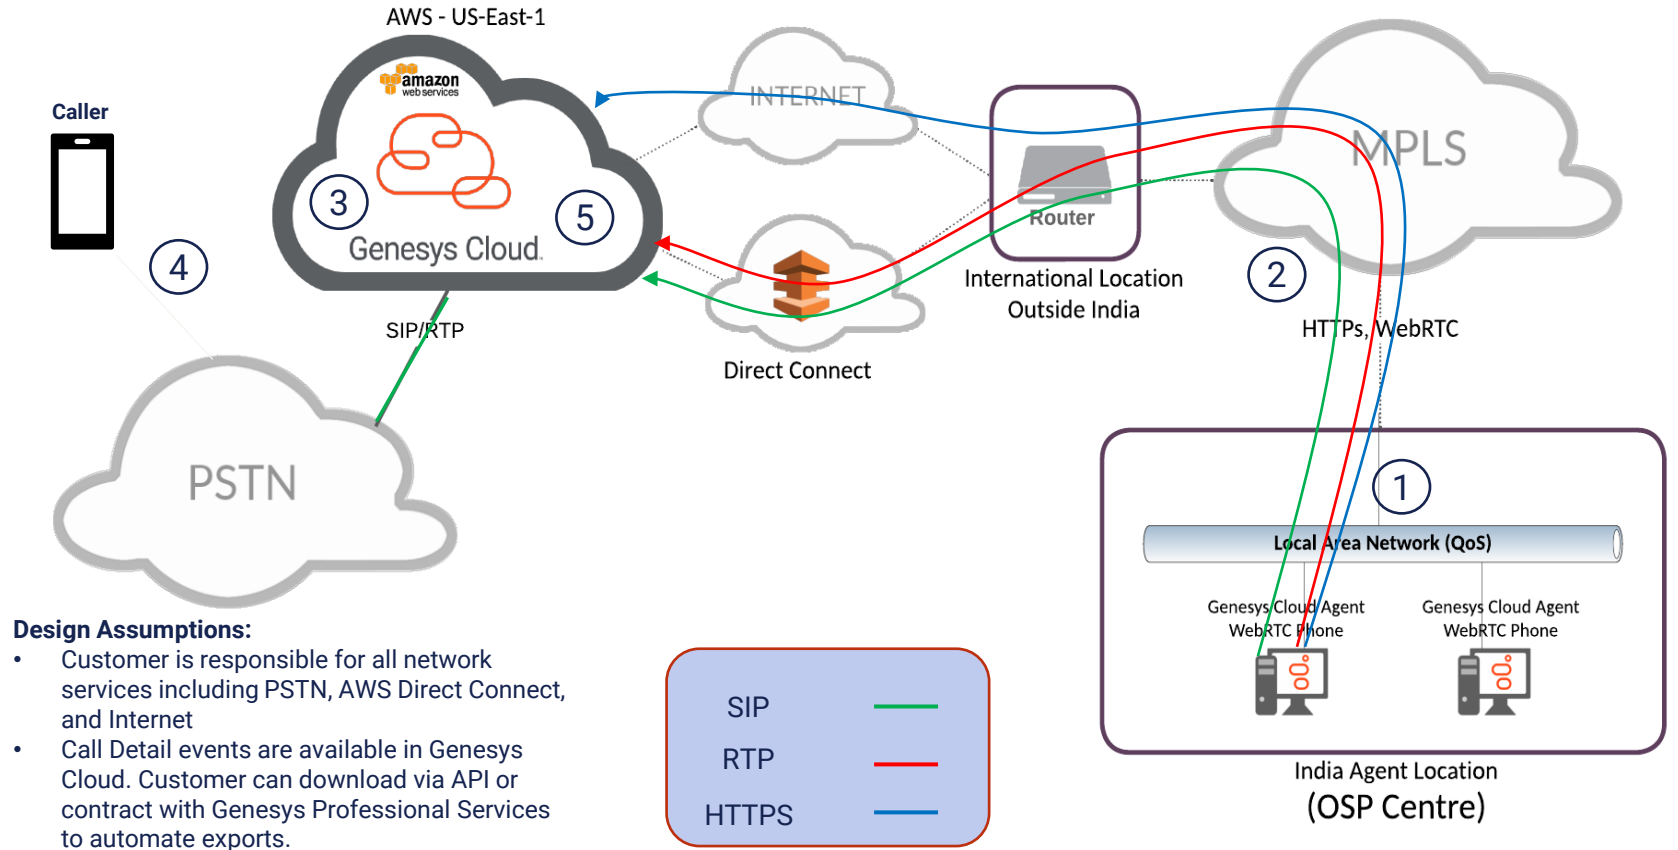 AWS - US-East-1
amazon
web services
Caller
INTERNET
MPLS
3
5
Router
Genesys Cloud.
4
2
International Location
Outside India
SIP/RTP
HTTPs, WebRTC
Direct Connect
PSTN
1
Local Area Network (QoS)
Genesys Cloud Agent
WebRTC Phone
Genesys Cloud Agent
WebRTC Phone
Design Assumptions:
• Customer is responsible for all network
services including PSTN, AWS Direct Connect,
and Internet
• Call Detail events are available in Genesys
Cloud. Customer can download via API or
contract with Genesys Professional Services
to automate exports.
SIP
RTP
HTTPS
India Agent Location
(OSP Centre)